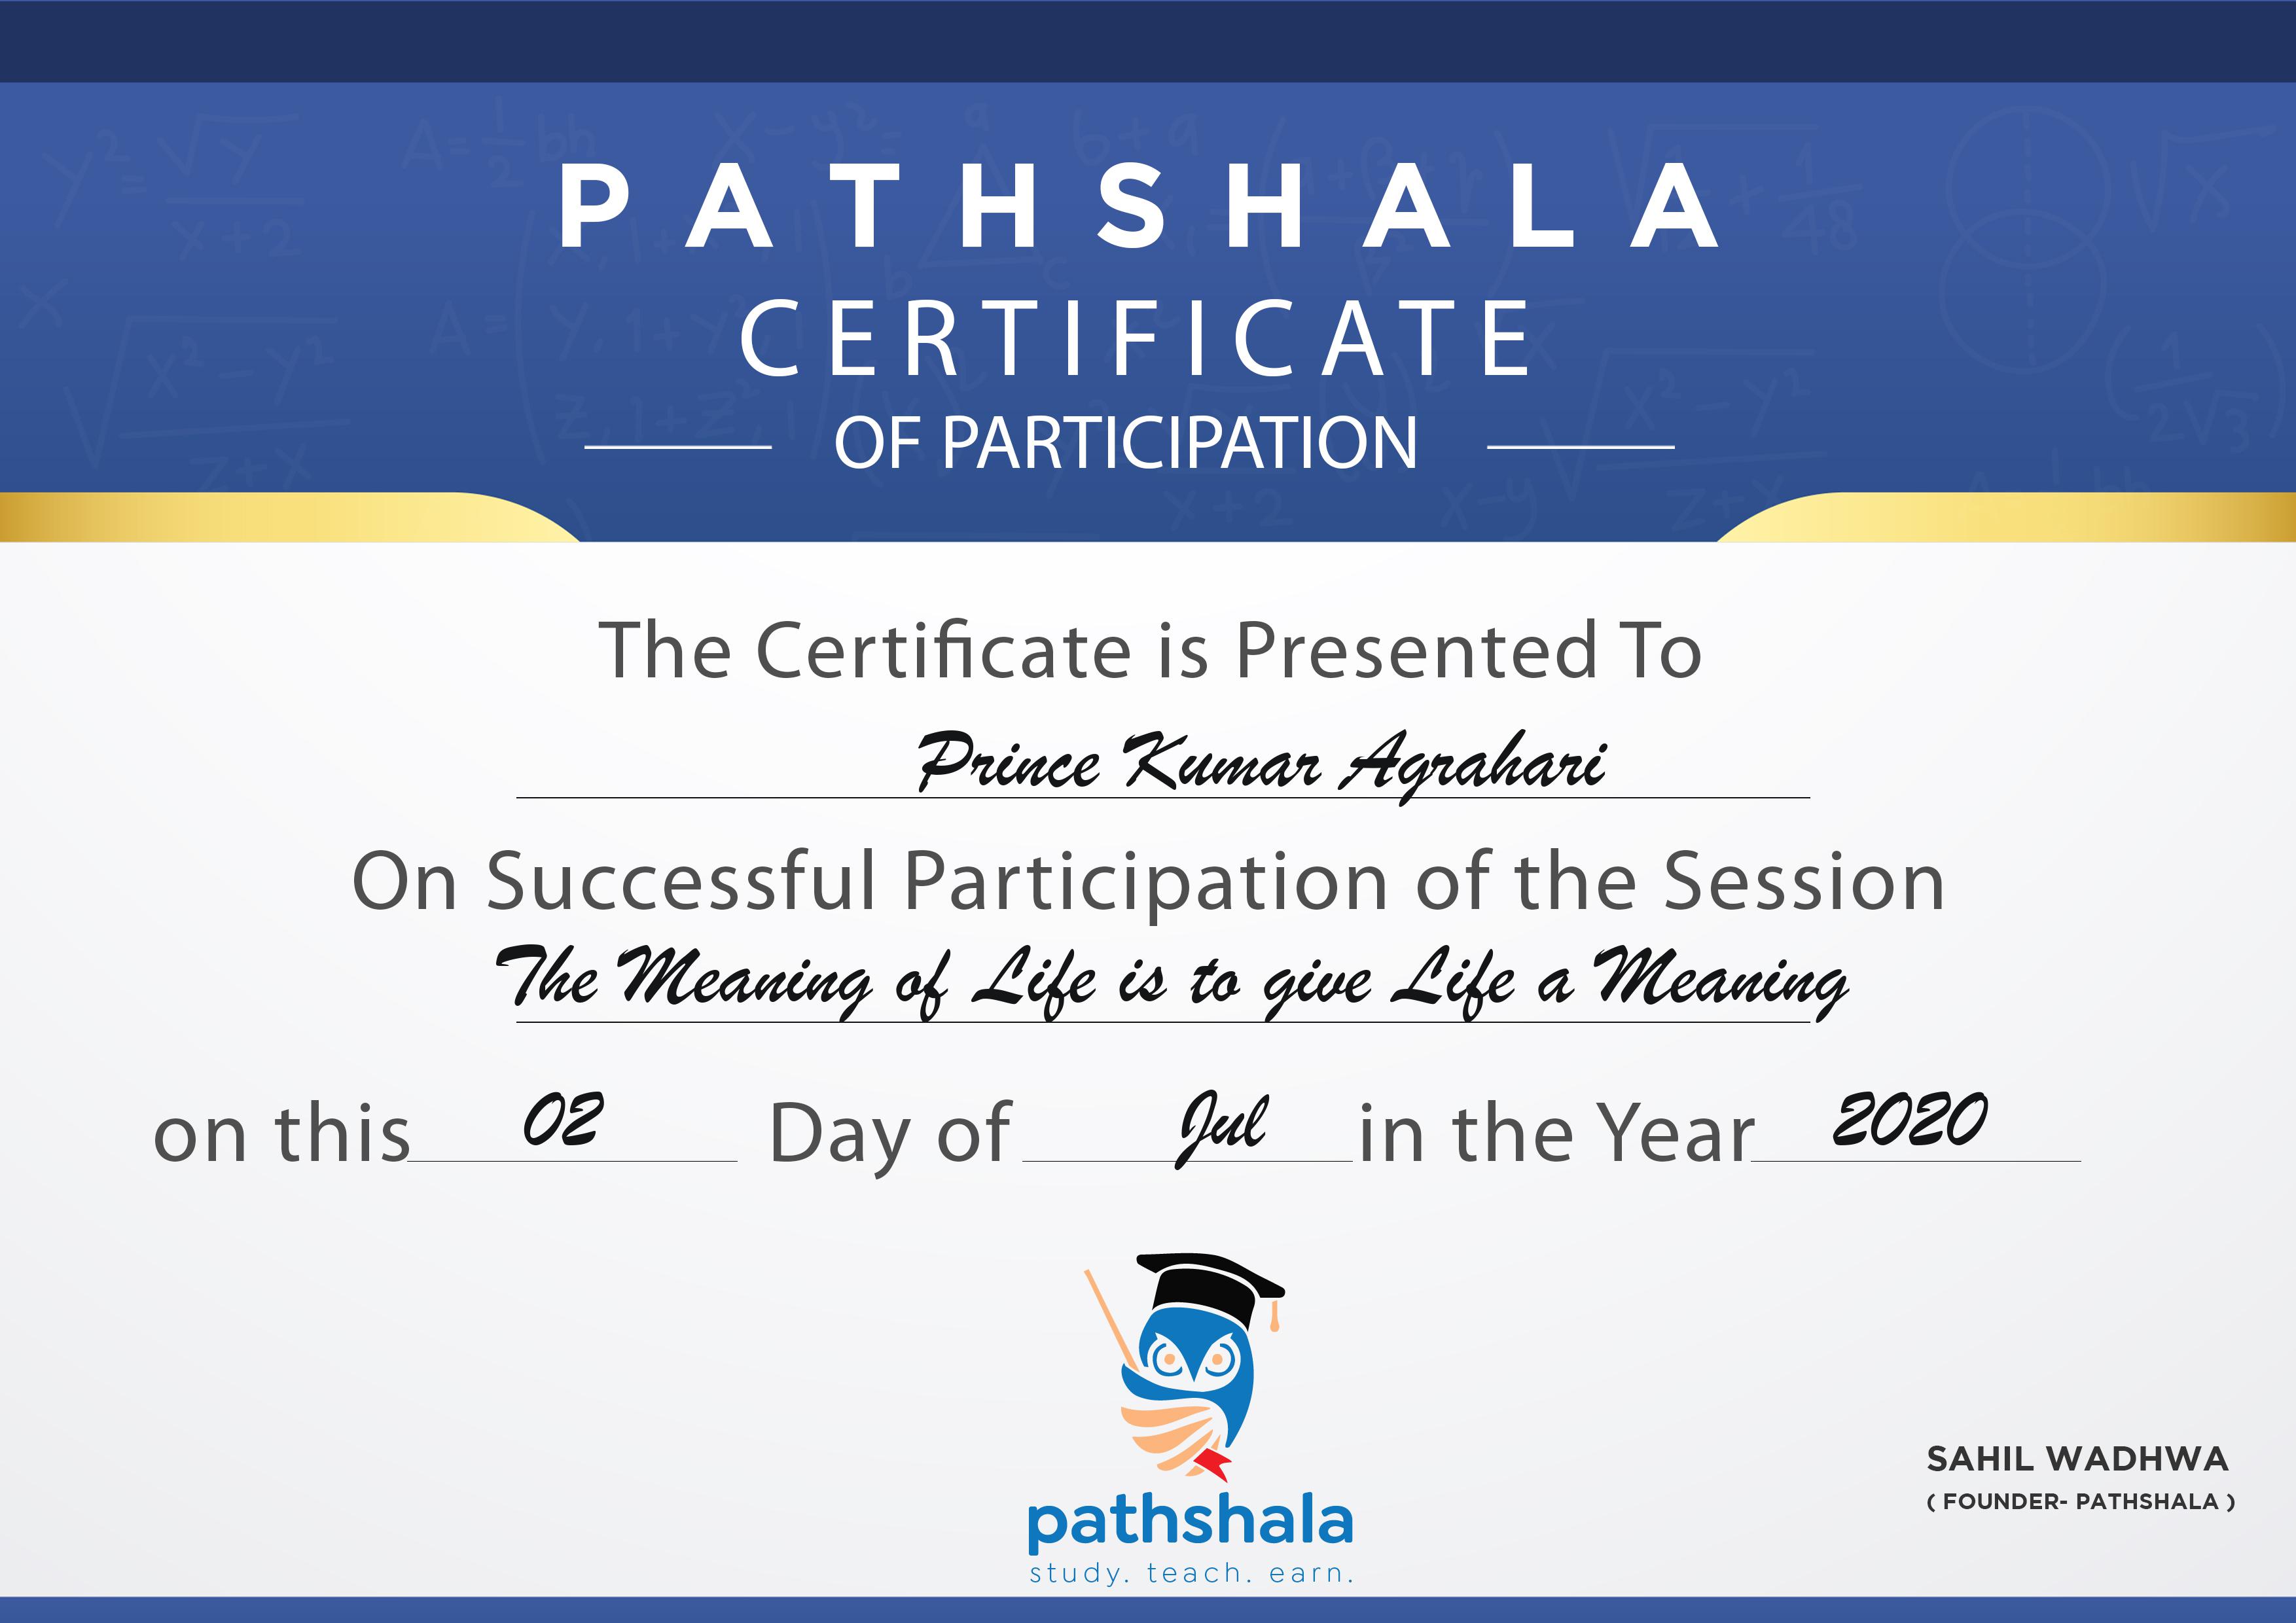 PATHSHALA
CERTIFICATE
OF PARTICIPATION
The Certificate is Presented To
Prince Kumar Agrahari
On Successful Participation of the Session
The Meaning of Life is to give Life a Meaning
on this 02 Day of Jul in the Year 2020
pathshala
study. teach. earn.
SAHIL WADHWA
( FOUNDER- PATHSHALA )